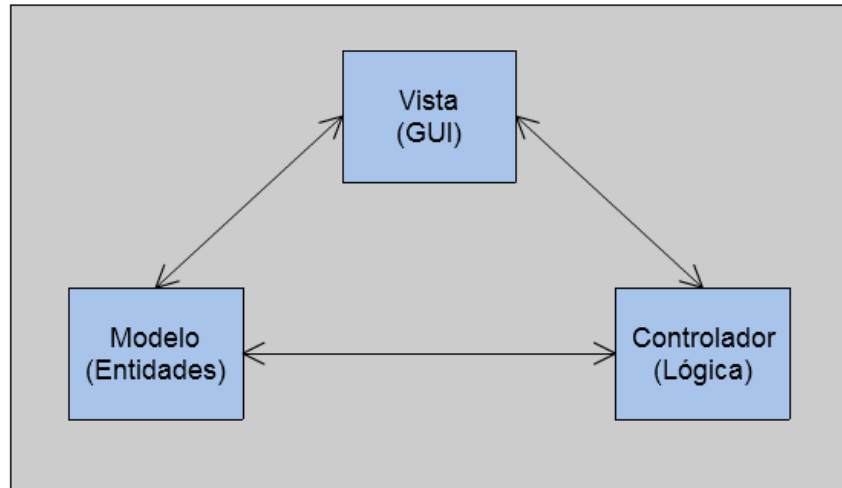 Vista
(GUI)
Modelo
(Entidades)
Controlador
(Lógica)